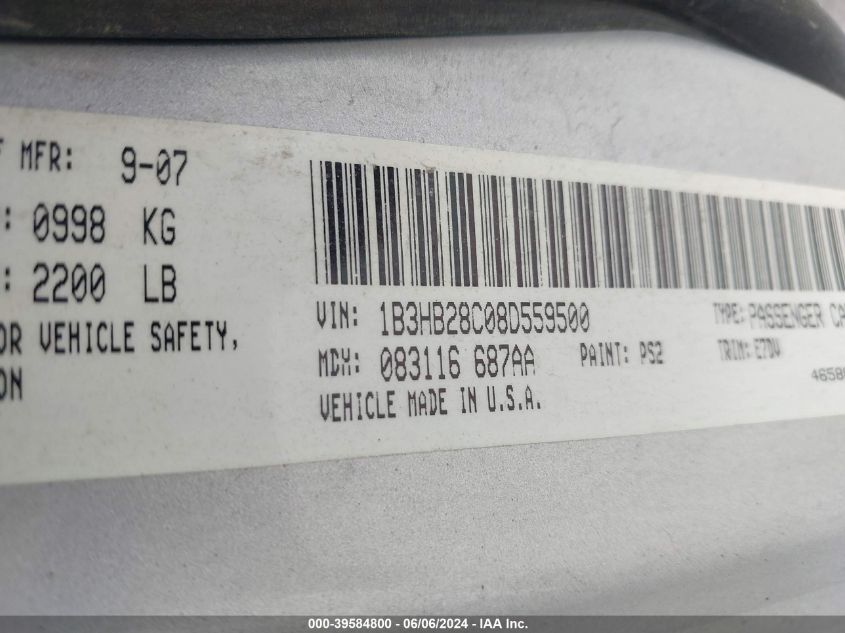 F MFR: 9-07
: 0998 KG
: 2200 LB
OR VEHICLE SAFETY,
ON
VIN: 1B3HB28C08D559500
TYPE: PASSENGER CA
MDH: 083116 687AA
PAINT: PS2
TRIM: E7DV
4658
VEHICLE MADE IN U.S.A.
000-39584800 - 06/06/2024 - IAA Inc.